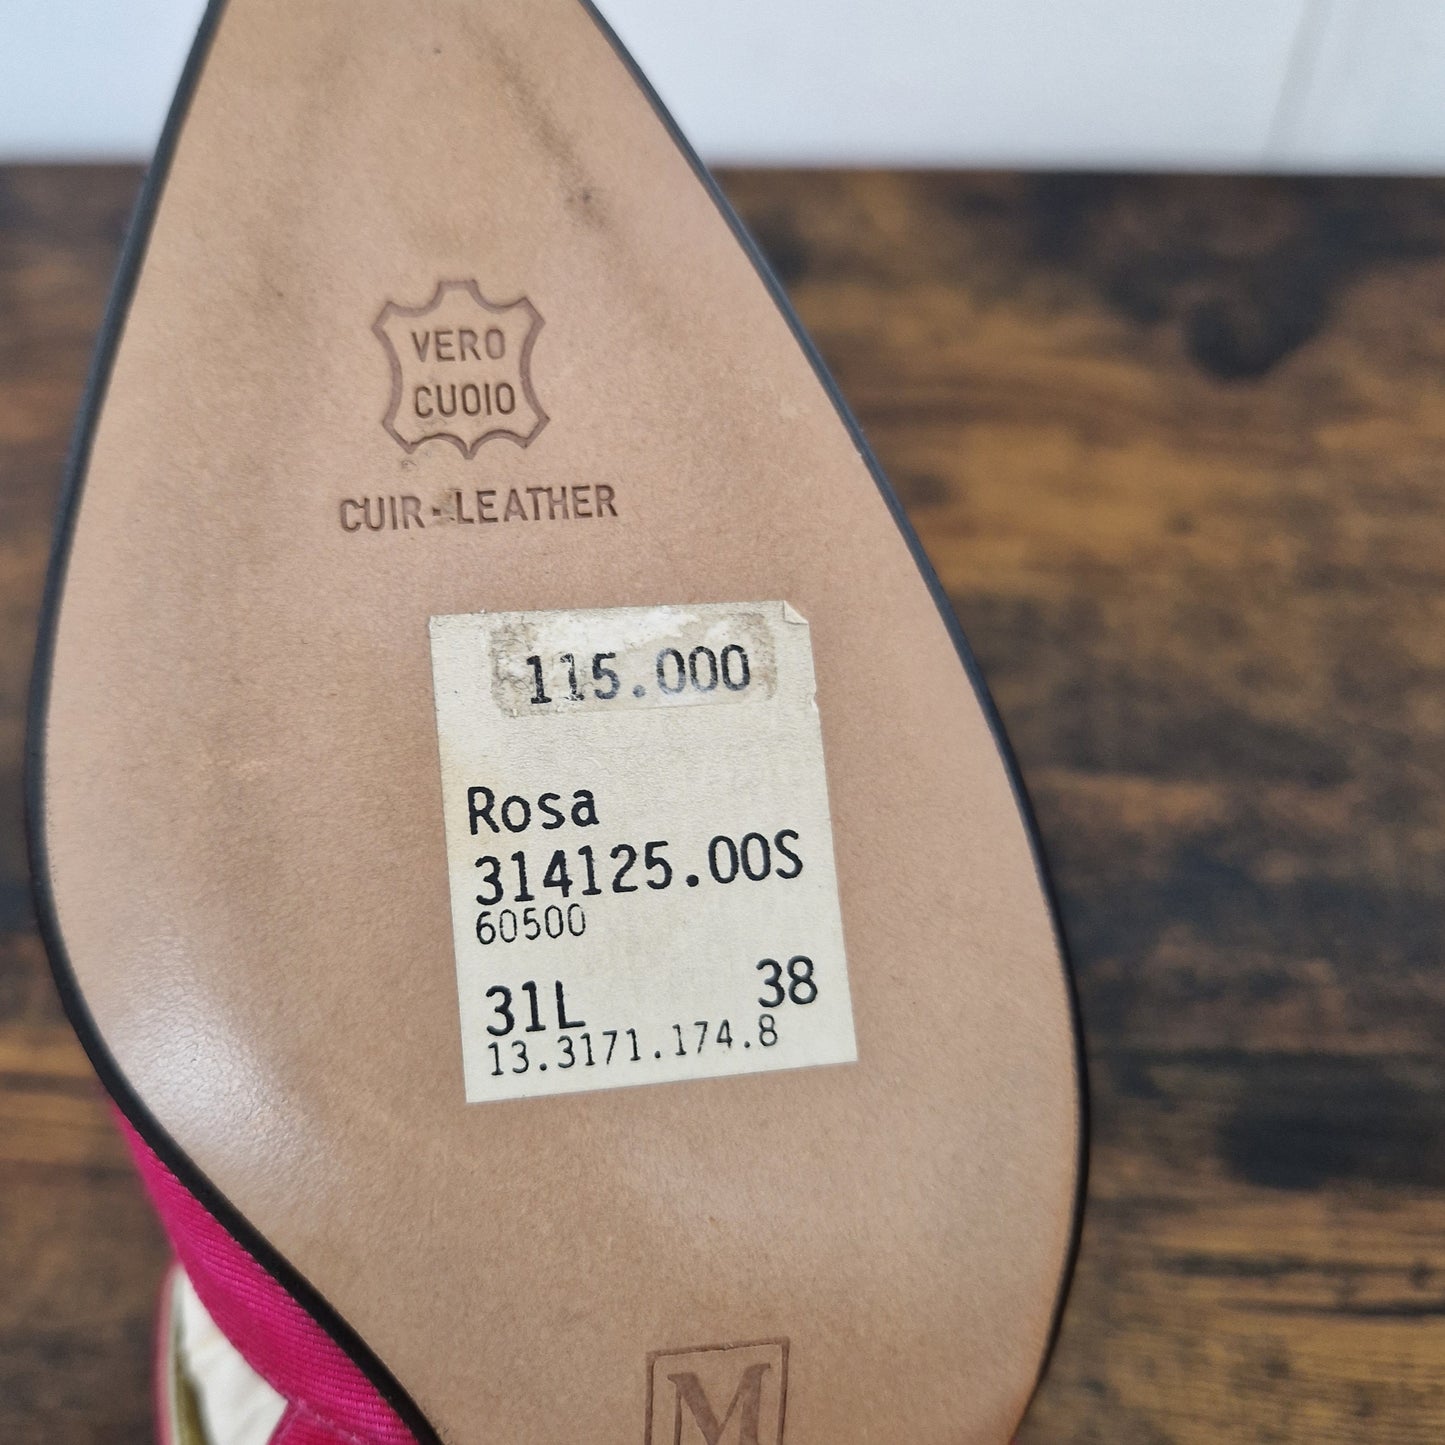 VERO
CUOIO
CUIR-LEATHER
115.000
Rosa
314125.00S
60500
31L 38
13.3171.174.8
M